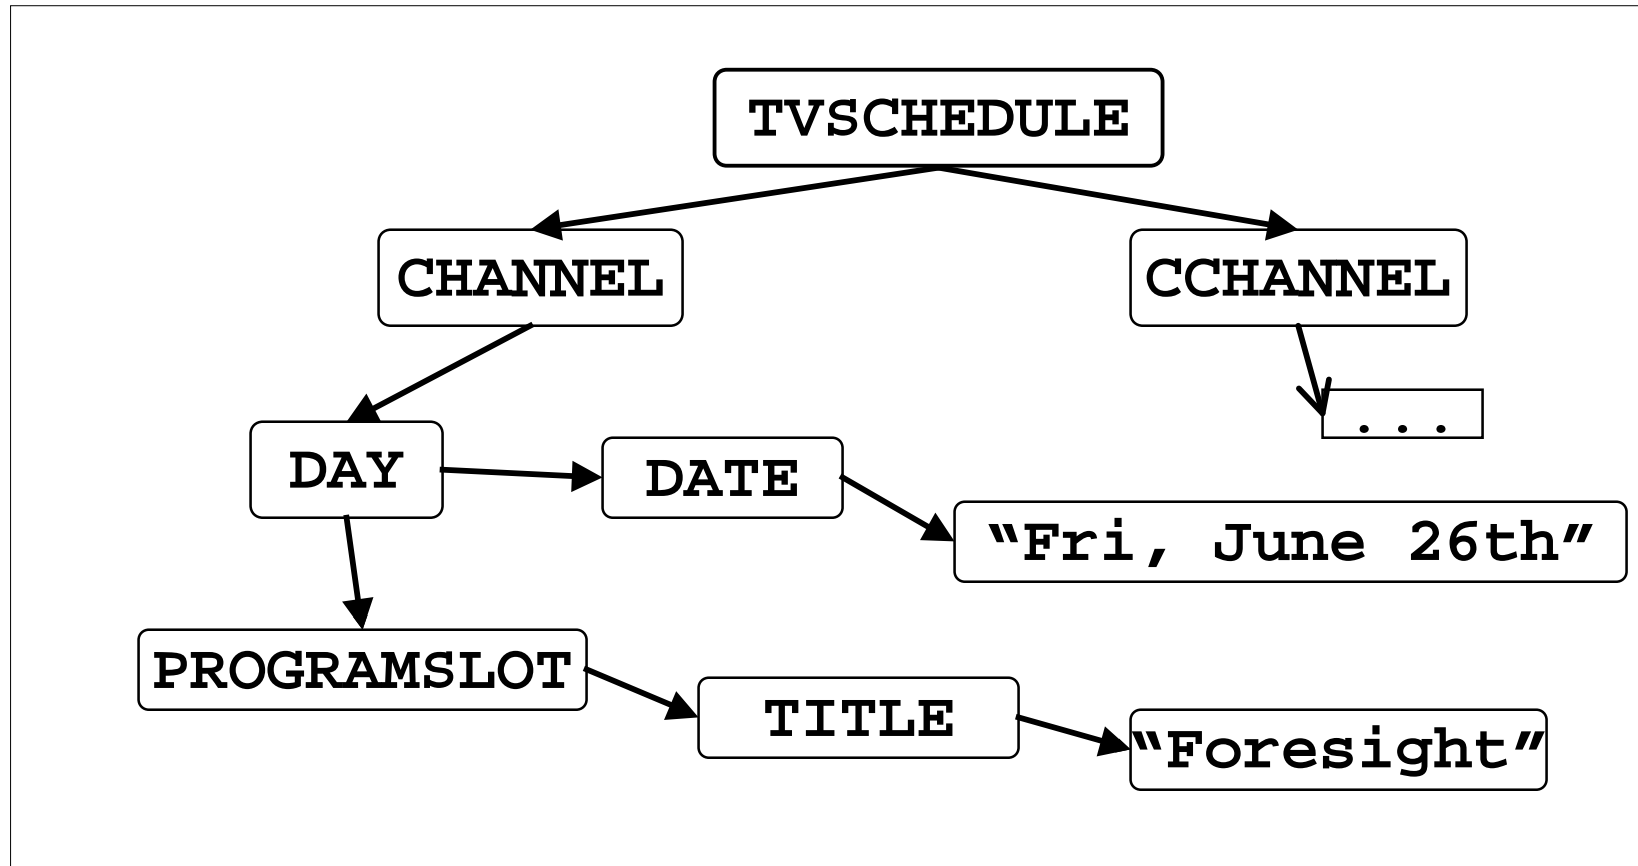 TVSCHEDULE
CHANNEL
CCHANNEL
...
DAY
DATE
“Fri, June 26th”
PROGRAMSLOT
TITLE
“Foresight”